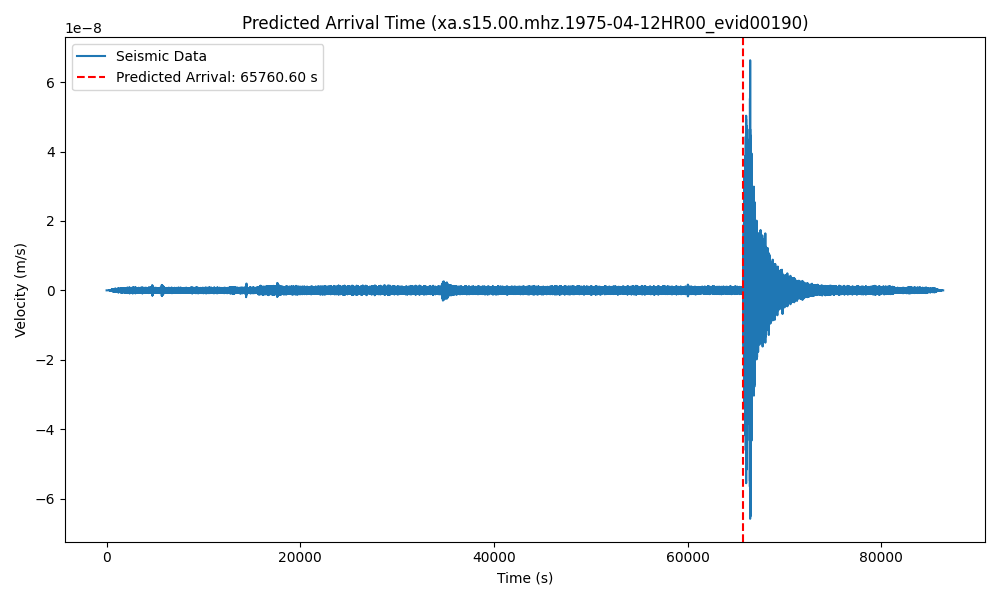 Predicted Arrival Time (xa.s15.00.mhz.1975-04-12HR00_evid00190)
1e−8
Seismic Data
Predicted Arrival: 65760.60 s
6
4
2
0
−2
−4
−6
Velocity (m/s)
0 20000 40000 60000 80000
Time (s)